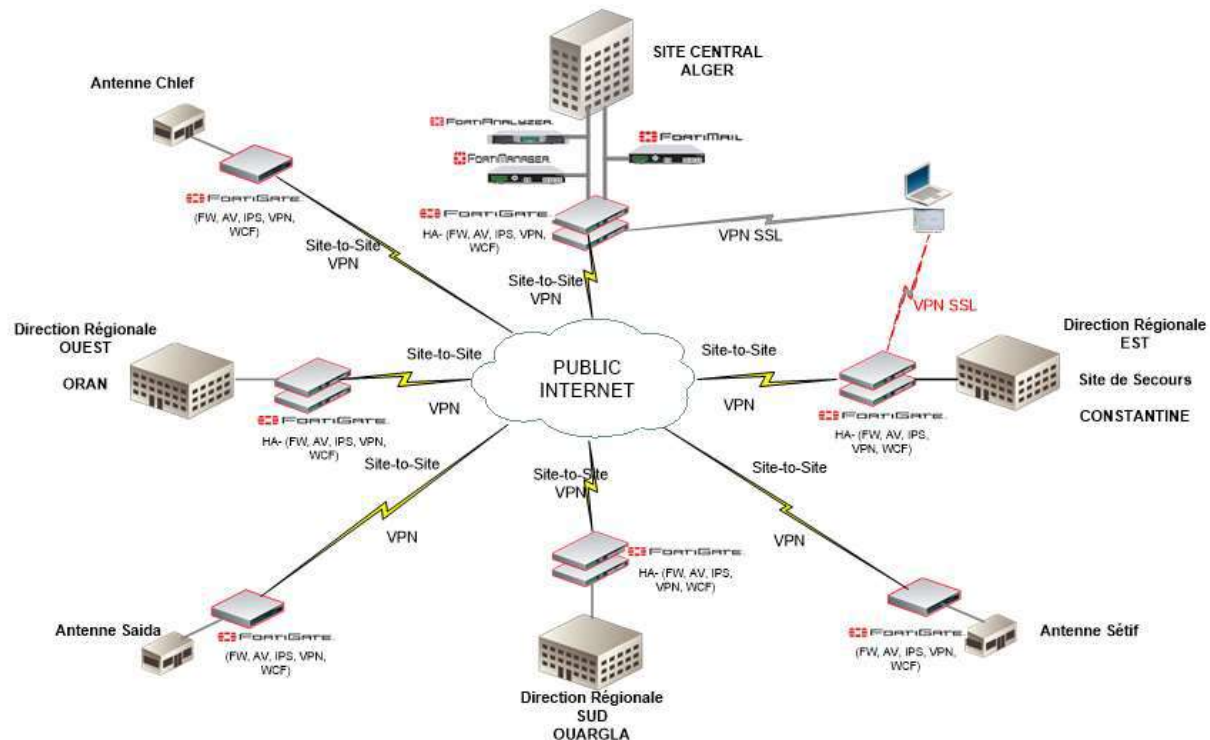 SITE CENTRAL
ALGER
Antenne Chlef
FORTIANALYZER
FORTIMAIL
FORTIMANAGER
FORTIGATE
(FW, AV, IPS, VPN,
WCF)
FORTIGATE
HA- (FW, AV, IPS, VPN,
WCF)
VPN SSL
Site-to-Site
VPN
Site-to-Site
VPN
VPN SSL
Direction Régionale
OUEST
ORAN
Site-to-Site
VPN
FORTIGATE
HA- (FW, AV, IPS, VPN,
WCF)
PUBLIC
INTERNET
Site-to-Site
VPN
Direction Régionale
EST
Site de Secours
CONSTANTINE
FORTIGATE
HA- (FW, AV, IPS,
VPN, WCF)
Site-to-Site
VPN
Site-to-Site
VPN
Site-to-Site
VPN
FORTIGATE
HA- (FW, AV, IPS,
VPN, WCF)
Antenne Saida
FORTIGATE
(FW, AV, IPS, VPN,
WCF)
FORTIGATE
(FW, AV, IPS, VPN,
WCF)
Antenne Sétif
Direction Régionale
SUD
OUARGLA